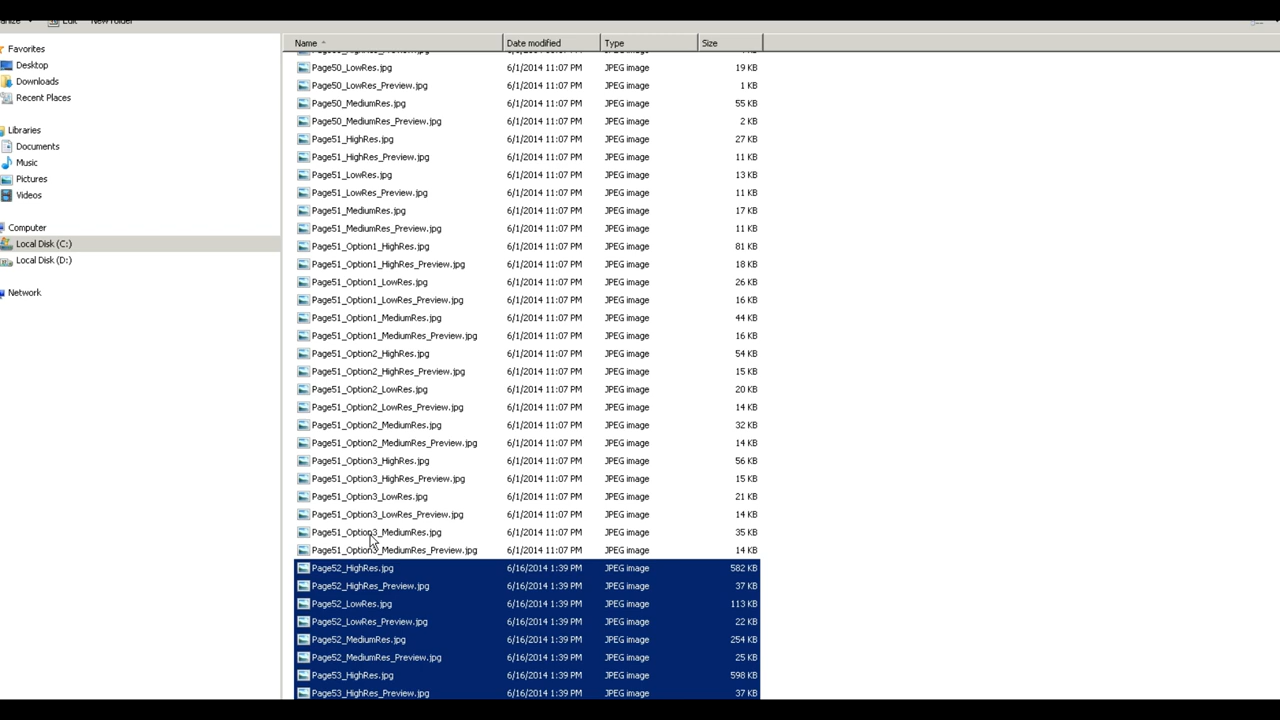 Edit New folder
Favorites
Desktop
Downloads
Recent Places
Libraries
Documents
Music
Pictures
Videos
Computer
Local Disk (C:)
Local Disk (D:)
Network
Name Date modified Type Size
Page50_LowRes.jpg 6/1/2014 11:07 PM JPEG image 19 KB
Page50_LowRes_Preview.jpg 6/1/2014 11:07 PM JPEG image 1 KB
Page50_MediumRes.jpg 6/1/2014 11:07 PM JPEG image 55 KB
Page50_MediumRes_Preview.jpg 6/1/2014 11:07 PM JPEG image 2 KB
Page51_HighRes.jpg 6/1/2014 11:07 PM JPEG image 27 KB
Page51_HighRes_Preview.jpg 6/1/2014 11:07 PM JPEG image 11 KB
Page51_LowRes.jpg 6/1/2014 11:07 PM JPEG image 13 KB
Page51_LowRes_Preview.jpg 6/1/2014 11:07 PM JPEG image 11 KB
Page51_MediumRes.jpg 6/1/2014 11:07 PM JPEG image 17 KB
Page51_MediumRes_Preview.jpg 6/1/2014 11:07 PM JPEG image 11 KB
Page51_Option1_HighRes.jpg 6/1/2014 11:07 PM JPEG image 81 KB
Page51_Option1_HighRes_Preview.jpg 6/1/2014 11:07 PM JPEG image 18 KB
Page51_Option1_LowRes.jpg 6/1/2014 11:07 PM JPEG image 26 KB
Page51_Option1_LowRes_Preview.jpg 6/1/2014 11:07 PM JPEG image 16 KB
Page51_Option1_MediumRes.jpg 6/1/2014 11:07 PM JPEG image 44 KB
Page51_Option1_MediumRes_Preview.jpg 6/1/2014 11:07 PM JPEG image 16 KB
Page51_Option2_HighRes.jpg 6/1/2014 11:07 PM JPEG image 54 KB
Page51_Option2_HighRes_Preview.jpg 6/1/2014 11:07 PM JPEG image 15 KB
Page51_Option2_LowRes.jpg 6/1/2014 11:07 PM JPEG image 20 KB
Page51_Option2_LowRes_Preview.jpg 6/1/2014 11:07 PM JPEG image 14 KB
Page51_Option2_MediumRes.jpg 6/1/2014 11:07 PM JPEG image 32 KB
Page51_Option2_MediumRes_Preview.jpg 6/1/2014 11:07 PM JPEG image 14 KB
Page51_Option3_HighRes.jpg 6/1/2014 11:07 PM JPEG image 56 KB
Page51_Option3_HighRes_Preview.jpg 6/1/2014 11:07 PM JPEG image 15 KB
Page51_Option3_LowRes.jpg 6/1/2014 11:07 PM JPEG image 21 KB
Page51_Option3_LowRes_Preview.jpg 6/1/2014 11:07 PM JPEG image 14 KB
Page51_Option3_MediumRes.jpg 6/1/2014 11:07 PM JPEG image 35 KB
Page51_Option3_MediumRes_Preview.jpg 6/1/2014 11:07 PM JPEG image 14 KB
Page52_HighRes.jpg 6/16/2014 1:39 PM JPEG image 582 KB
Page52_HighRes_Preview.jpg 6/16/2014 1:39 PM JPEG image 37 KB
Page52_LowRes.jpg 6/16/2014 1:39 PM JPEG image 113 KB
Page52_LowRes_Preview.jpg 6/16/2014 1:39 PM JPEG image 22 KB
Page52_MediumRes.jpg 6/16/2014 1:39 PM JPEG image 254 KB
Page52_MediumRes_Preview.jpg 6/16/2014 1:39 PM JPEG image 25 KB
Page53_HighRes.jpg 6/16/2014 1:39 PM JPEG image 598 KB
Page53_HighRes_Preview.jpg 6/16/2014 1:39 PM JPEG image 37 KB